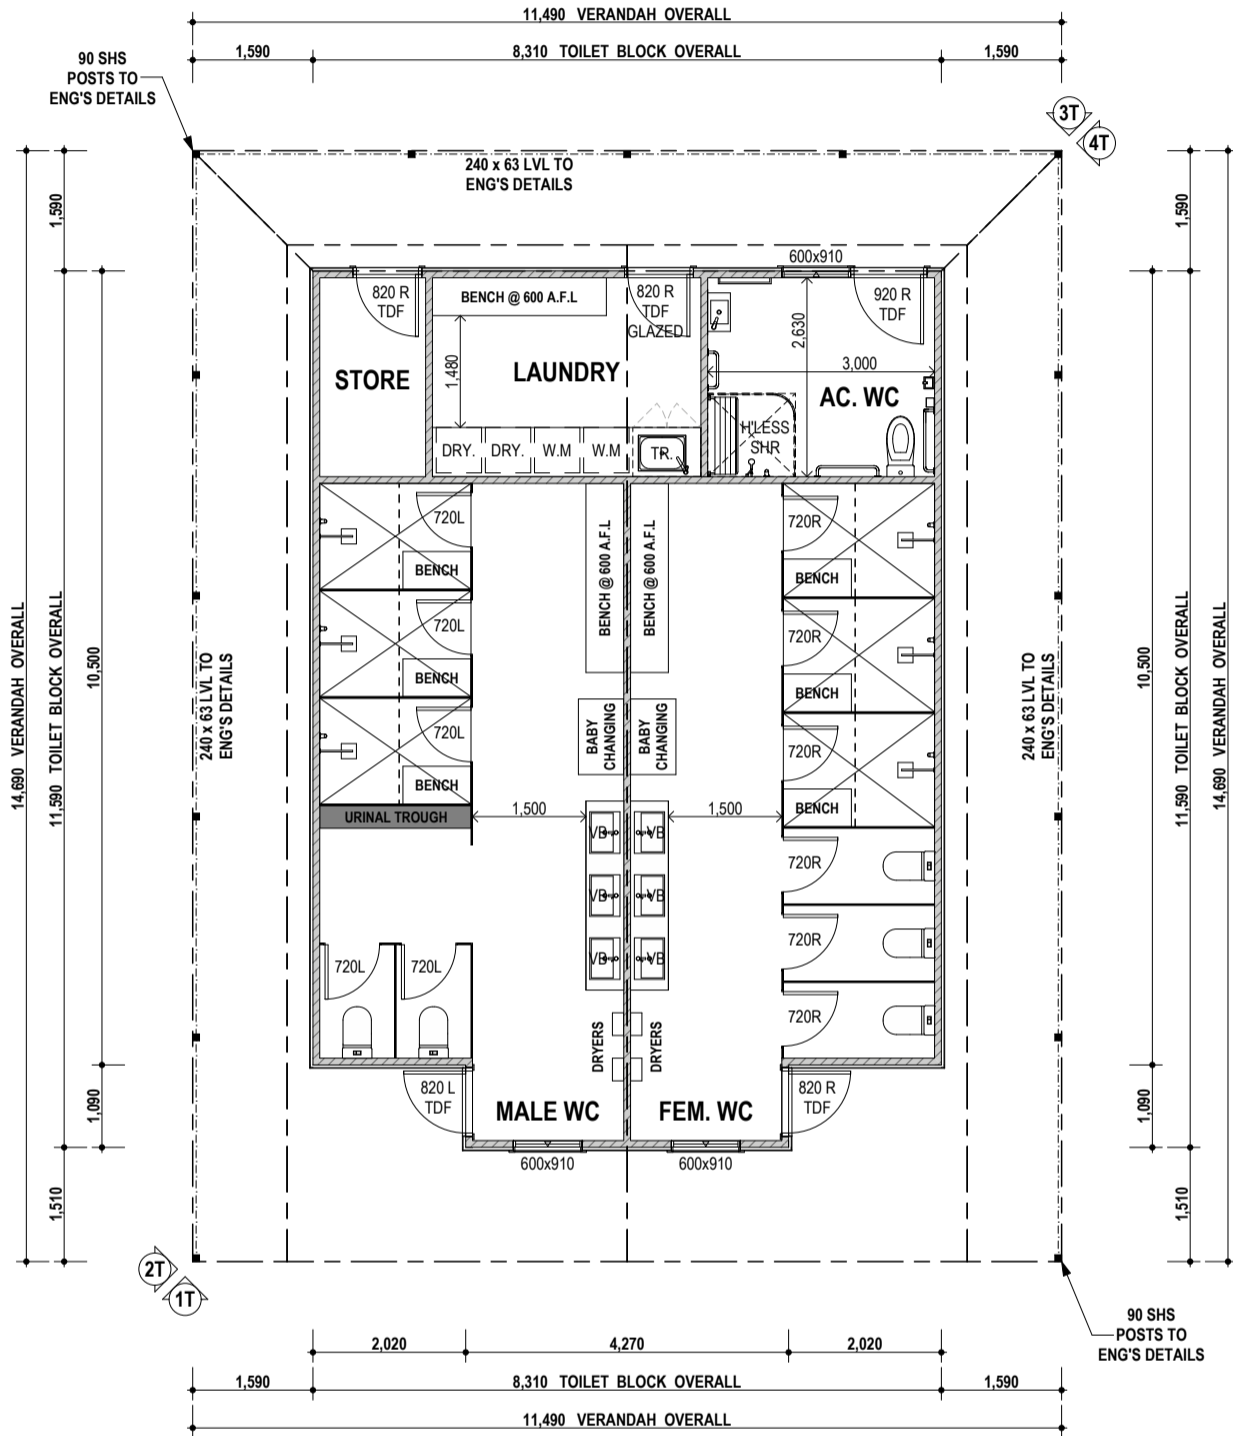 11,490 VERANDAH OVERALL
1,590
8,310 TOILET BLOCK OVERALL
1,590
90 SHS
POSTS TO
ENG'S DETAILS
3T
4T
240 x 63 LVL TO
ENG'S DETAILS
1,590
1,590
600x910
820 R
TDF
BENCH @ 600 A.F.L
820 R
TDF
GLAZED
920 R
TDF
2,630
1,480
3,000
STORE
LAUNDRY
AC. WC
H'LESS
SHR
DRY.
DRY.
W.M
W.M
TR.
720L
BENCH
720L
BENCH
720L
BENCH
BENCH @ 600 A.F.L
BENCH @ 600 A.F.L
720R
BENCH
720R
BENCH
720R
BENCH
14,690 VERANDAH OVERALL
11,590 TOILET BLOCK OVERALL
10,500
240 x 63 LVL TO
ENG'S DETAILS
240 x 63 LVL TO
ENG'S DETAILS
10,500
11,590 TOILET BLOCK OVERALL
14,690 VERANDAH OVERALL
BABY
CHANGING
BABY
CHANGING
URINAL TROUGH
1,500
1,500
VB
VB
VB
VB
VB
VB
720R
720R
720R
720L
720L
DRYERS
DRYERS
820 L
TDF
MALE WC
FEM. WC
820 R
TDF
1,090
1,090
600x910
600x910
1,510
1,510
2T
1T
90 SHS
POSTS TO
ENG'S DETAILS
2,020
4,270
2,020
1,590
8,310 TOILET BLOCK OVERALL
1,590
11,490 VERANDAH OVERALL